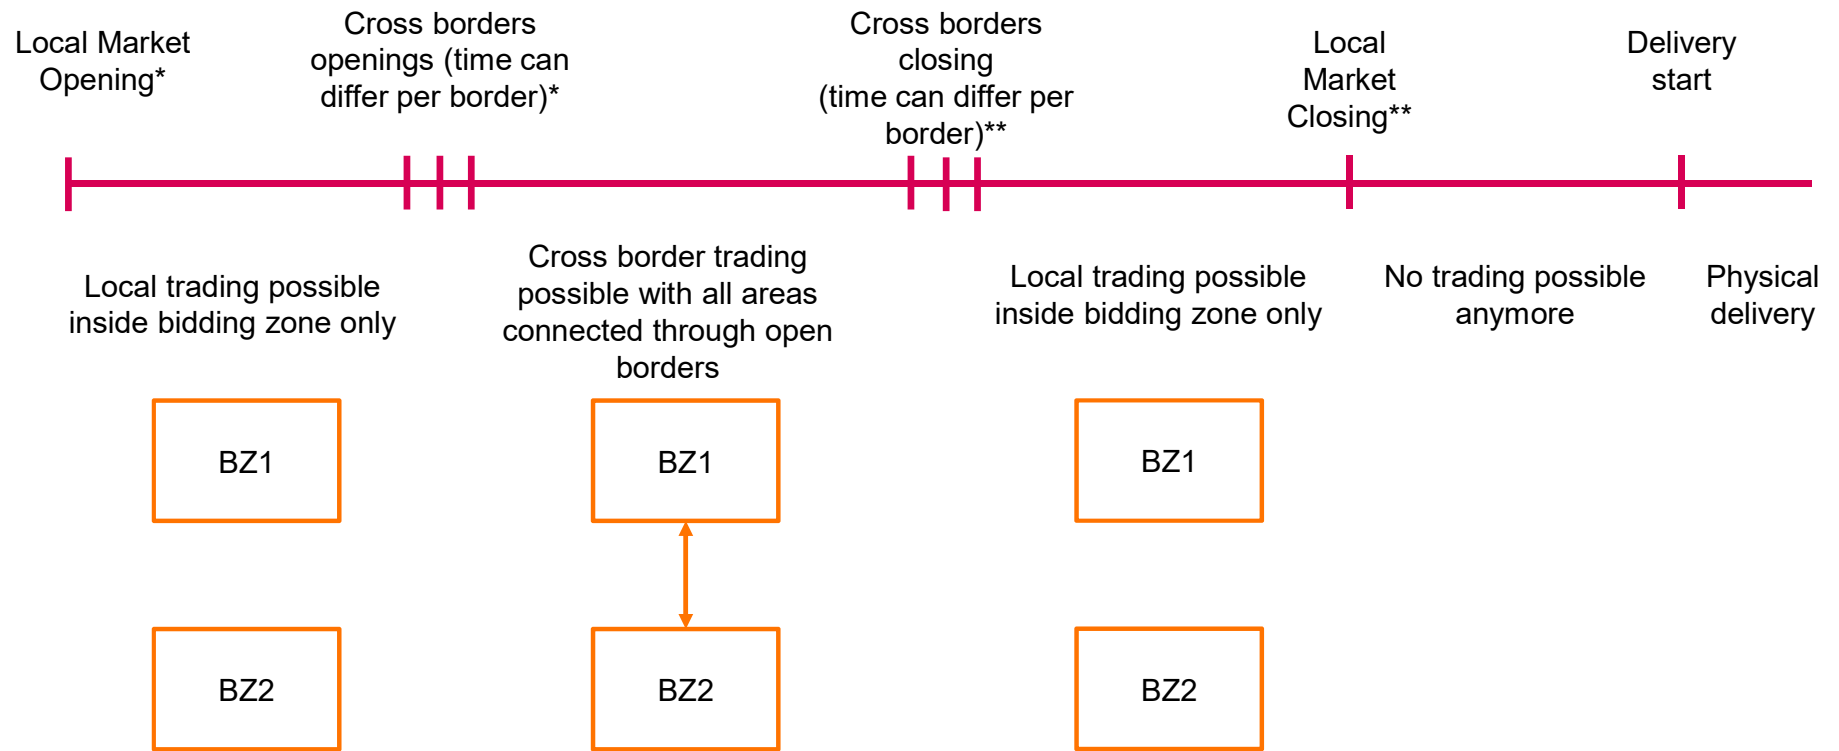 Local Market
Opening*
Cross borders
openings (time can
differ per border)*
Cross borders
closing
(time can differ per
border)**
Local
Market
Closing**
Delivery
start
Local trading possible
inside bidding zone only
Cross border trading
possible with all areas
connected through open
borders
Local trading possible
inside bidding zone only
No trading possible
anymore
Physical
delivery
BZ1
BZ1
BZ1
BZ2
BZ2
BZ2